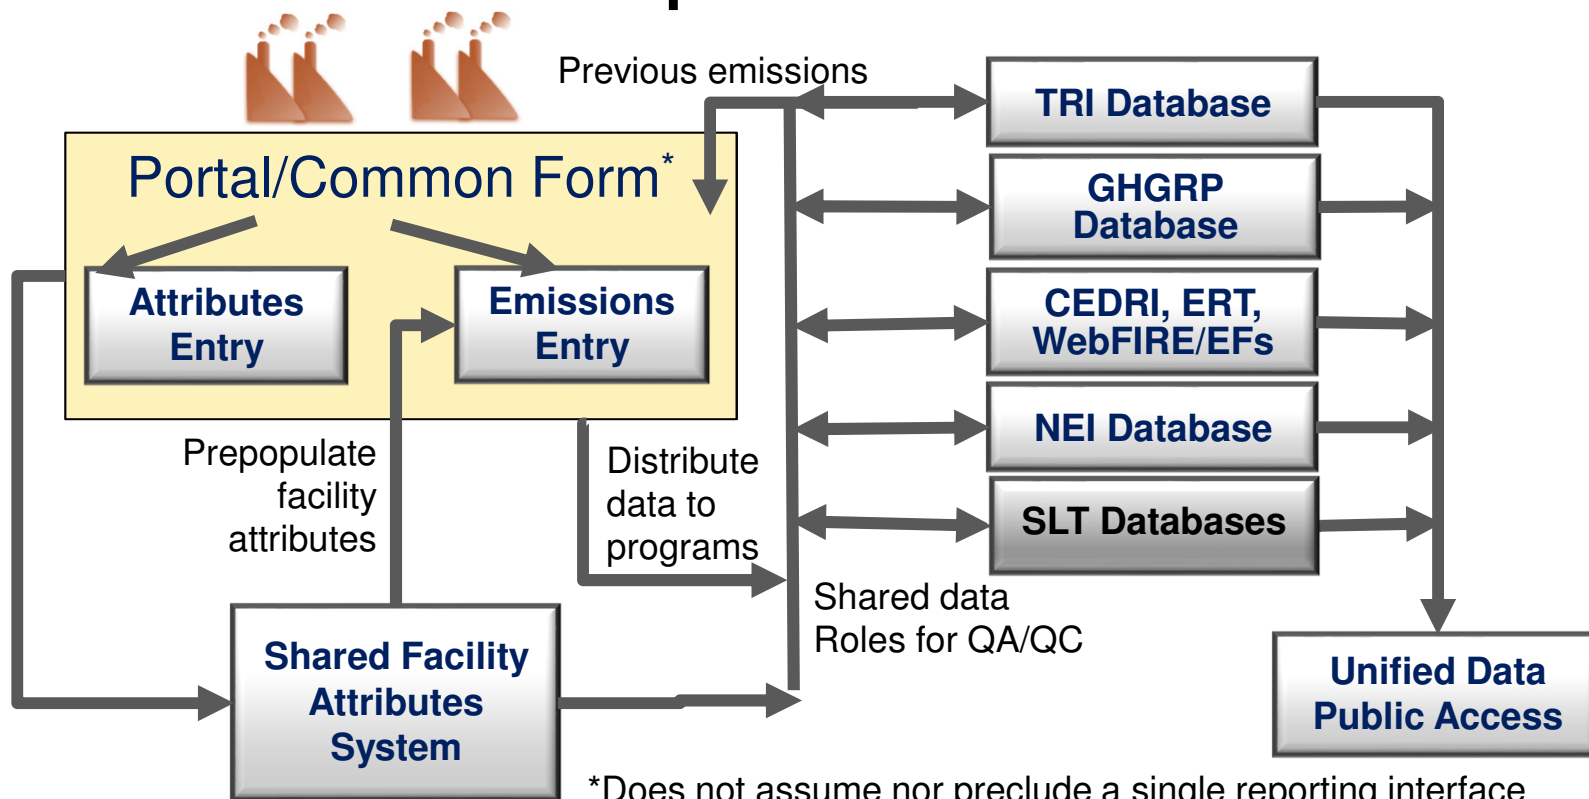 Previous emissions
Portal/Common Form*
Attributes
Entry
Emissions
Entry
Prepopulate
facility
attributes
Distribute
data to
programs
Shared Facility
Attributes
System
TRI Database
GHGRP
Database
CEDRI, ERT,
WebFIRE/EFs
NEI Database
SLT Databases
Shared data
Roles for QA/QC
Unified Data
Public Access
*Does not assume nor preclude a single reporting interface